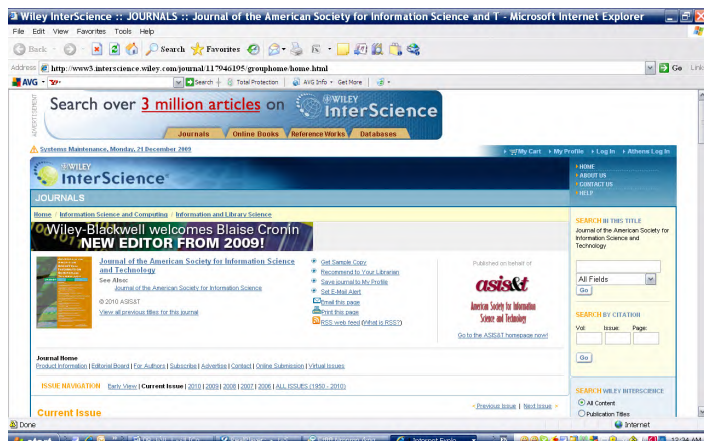 Wiley InterScience :: JOURNALS :: Journal of the American Society for Information Science and T - Microsoft Internet Explorer
File Edit View Favorites Tools Help
Back Search Favorites
Address http://www3.interscience.wiley.com/journal/117946195/grouphome/home.html Go Link
AVG Search Total Protection AVG Info Get More
ADVERTISEMENT
Search over 3 million articles on WILEY InterScience
Journals Online Books Reference Works Databases
Systems Maintenance, Monday, 21 December 2009
My Cart My Profile Log In Athens Log In
WILEY
InterScience
JOURNALS
HOME
ABOUT US
CONTACT US
HELP
Home / Information Science and Computing / Information and Library Science
Wiley-Blackwell welcomes Blaise Cronin
NEW EDITOR FROM 2009!
Journal of the American Society for Information Science
and Technology
See Also:
Journal of the American Society for Information Science
© 2010 ASIS&T
View all previous titles for this journal
Get Sample Copy
Recommend to Your Librarian
Save journal to My Profile
Set E-Mail Alert
Email this page
Print this page
RSS web feed (What is RSS?)
Published on behalf of
asis&t
American Society for Information
Science and Technology
Go to the ASIS&T homepage now!
SEARCH IN THIS TITLE
Journal of the American Society for
Information Science and
Technology
All Fields
Go
SEARCH BY CITATION
Vol: Issue: Page:
Go
SEARCH WILEY INTERSCIENCE
All Content
Publication Titles
Journal Home
Product Information | Editorial Board | For Authors | Subscribe | Advertise | Contact | Online Submission | Virtual Issues
ISSUE NAVIGATION Early View | Current Issue | 2010 | 2009 | 2008 | 2007 | 2006 | ALL ISSUES (1950 - 2010)
Current Issue
< Previous Issue | Next Issue >
Done Internet
start
12:34 AM